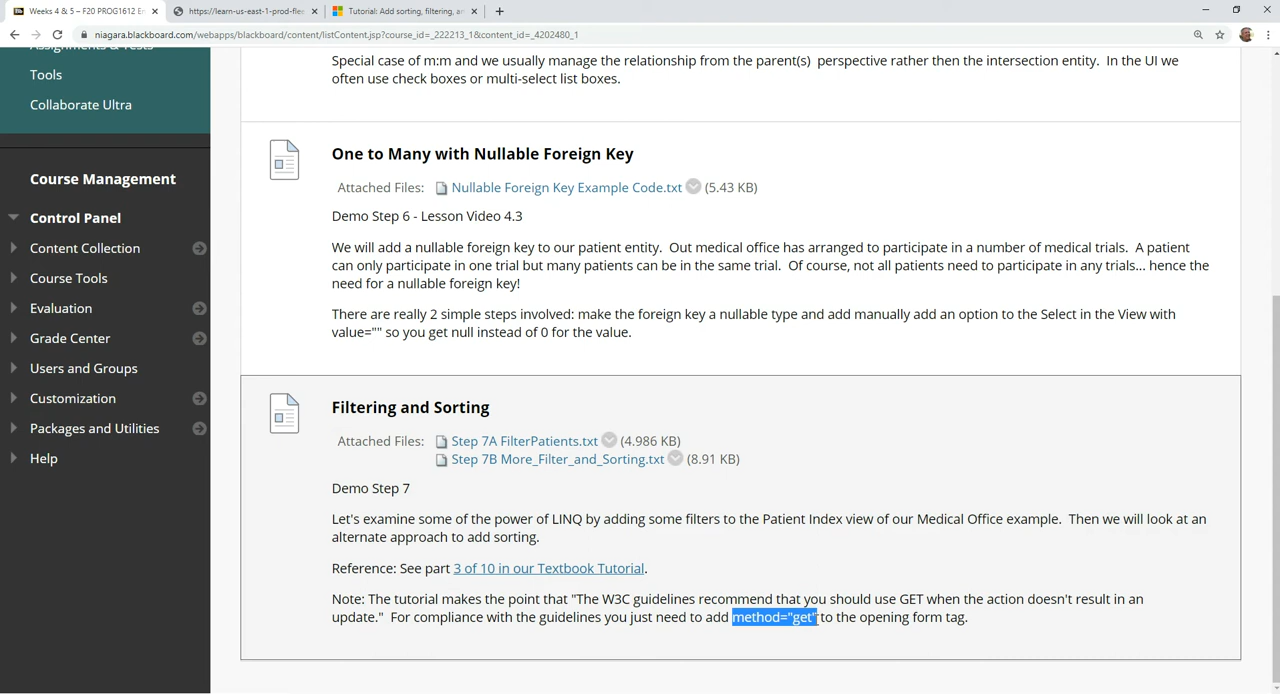 Weeks 4 & 5 – F20 PROG1612 En
https://learn-us-east-1-prod-flee
Tutorial: Add sorting, filtering, an
niagara.blackboard.com/webapps/blackboard/content/listContent.jsp?course_id=_222213_1&content_id=_4202480_1
Assignments & Tests
Tools
Collaborate Ultra
Course Management
Control Panel
Content Collection
Course Tools
Evaluation
Grade Center
Users and Groups
Customization
Packages and Utilities
Help
Special case of m:m and we usually manage the relationship from the parent(s) perspective rather then the intersection entity. In the UI we
often use check boxes or multi-select list boxes.
One to Many with Nullable Foreign Key
Attached Files: Nullable Foreign Key Example Code.txt (5.43 KB)
Demo Step 6 - Lesson Video 4.3
We will add a nullable foreign key to our patient entity. Out medical office has arranged to participate in a number of medical trials. A patient
can only participate in one trial but many patients can be in the same trial. Of course, not all patients need to participate in any trials... hence the
need for a nullable foreign key!
There are really 2 simple steps involved: make the foreign key a nullable type and add manually add an option to the Select in the View with
value="" so you get null instead of 0 for the value.
Filtering and Sorting
Attached Files: Step 7A FilterPatients.txt (4.986 KB)
Step 7B More_Filter_and_Sorting.txt (8.91 KB)
Demo Step 7
Let's examine some of the power of LINQ by adding some filters to the Patient Index view of our Medical Office example. Then we will look at an
alternate approach to add sorting.
Reference: See part 3 of 10 in our Textbook Tutorial.
Note: The tutorial makes the point that "The W3C guidelines recommend that you should use GET when the action doesn't result in an
update." For compliance with the guidelines you just need to add method="get" to the opening form tag.